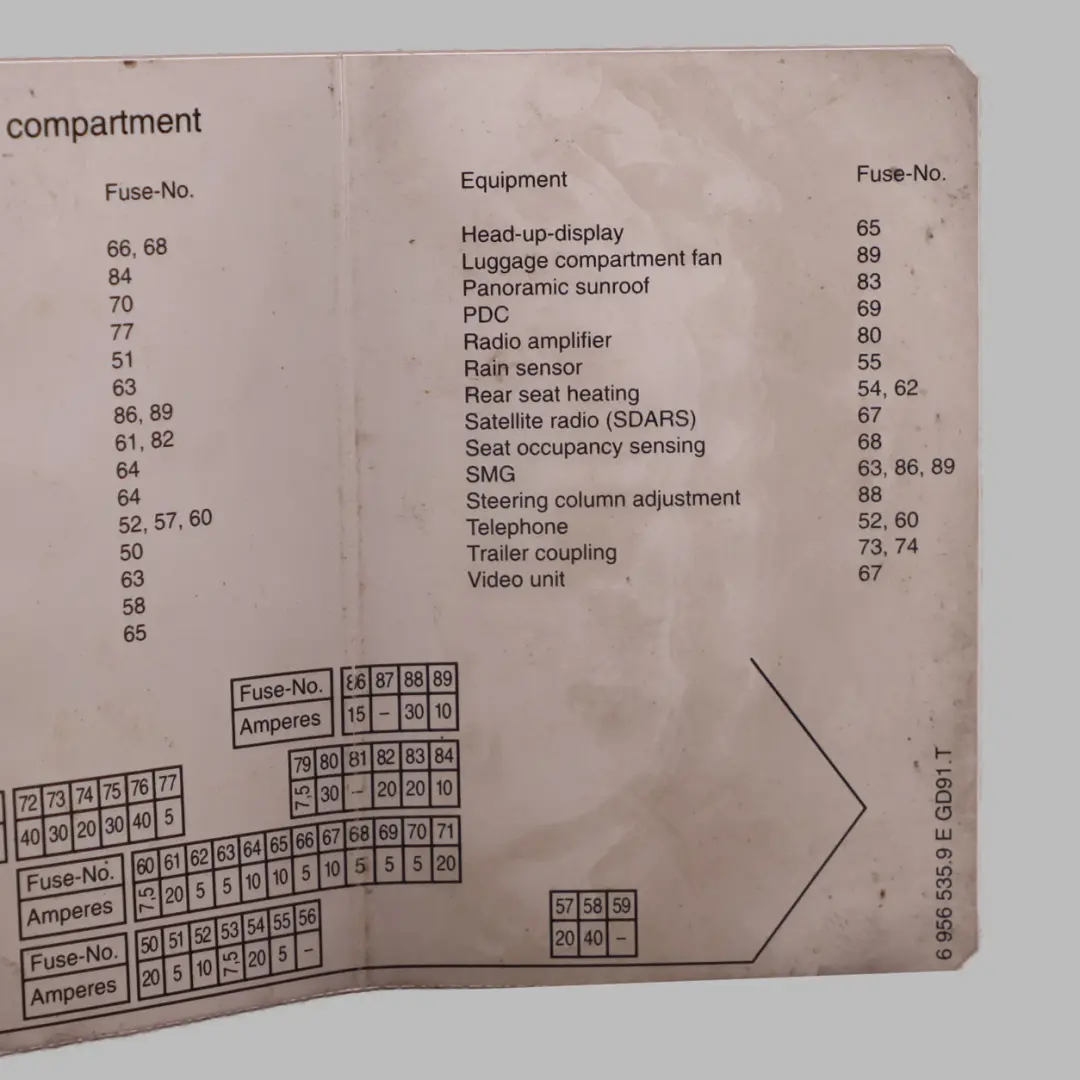 compartment
Fuse-No.
66, 68
84
70
77
51
63
86, 89
61, 82
64
64
52, 57, 60
50
63
58
65
Equipment Fuse-No.
Head-up-display 65
Luggage compartment fan 89
Panoramic sunroof 83
PDC 69
Radio amplifier 80
Rain sensor 55
Rear seat heating 54, 62
Satellite radio (SDARS) 67
Seat occupancy sensing 68
SMG 63, 86, 89
Steering column adjustment 88
Telephone 52, 60
Trailer coupling 73, 74
Video unit 67
Fuse-No. 86 87 88 89
Amperes 15 – 30 10
79 80 81 82 83 84
7,5 30 – 20 20 10
72 73 74 75 76 77
40 30 20 30 40 5
Fuse-No. 60 61 62 63 64 65 66 67 68 69 70 71
Amperes 7,5 20 5 5 10 10 5 10 5 5 5 20
Fuse-No. 50 51 52 53 54 55 56
Amperes 20 5 10 7,5 20 5 –
57 58 59
20 40 –
6 956 535.9 E GD91.T